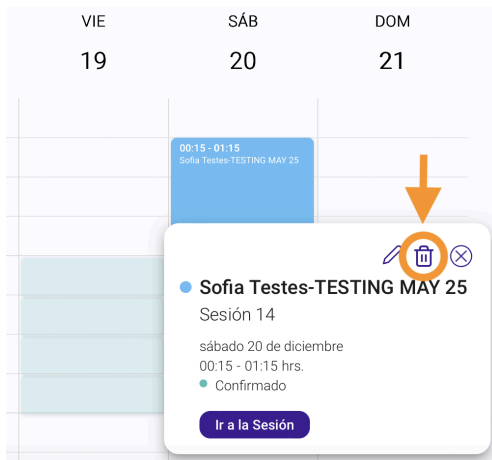 VIE SÁB DOM
19 20 21
00:15 - 01:15
Sofia Testes-TESTING MAY 25
Sofia Testes-TESTING MAY 25
Sesión 14
sábado 20 de diciembre
00:15 - 01:15 hrs.
Confirmado
Ir a la Sesión